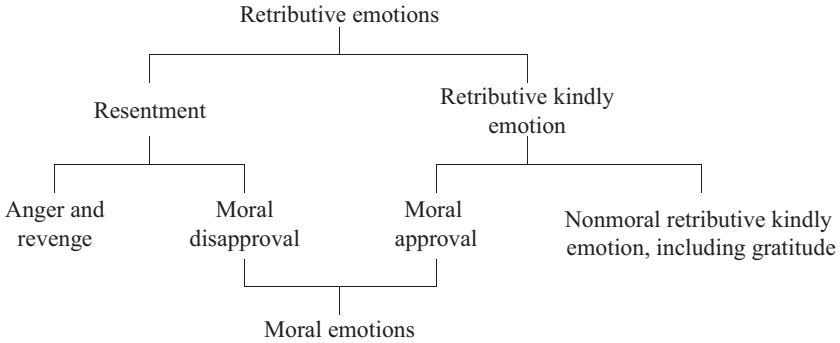 Retributive emotions
Resentment
Retributive kindly
emotion
Anger and
revenge
Moral
disapproval
Moral
approval
Nonmoral retributive kindly
emotion, including gratitude
Moral emotions